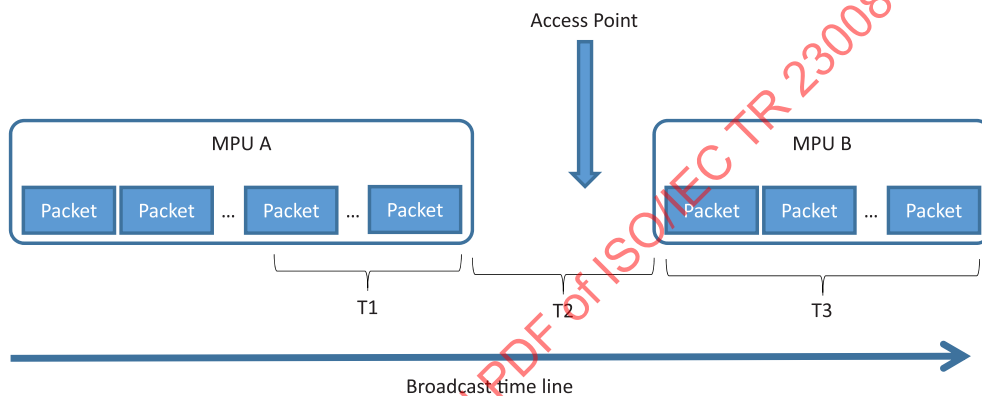 Access Point
MPU A
MPU B
Packet
Packet
...
Packet
...
Packet
Packet
Packet
...
Packet
T1
T2
T3
Broadcast time line
PDF of ISO/IEC TR 23008